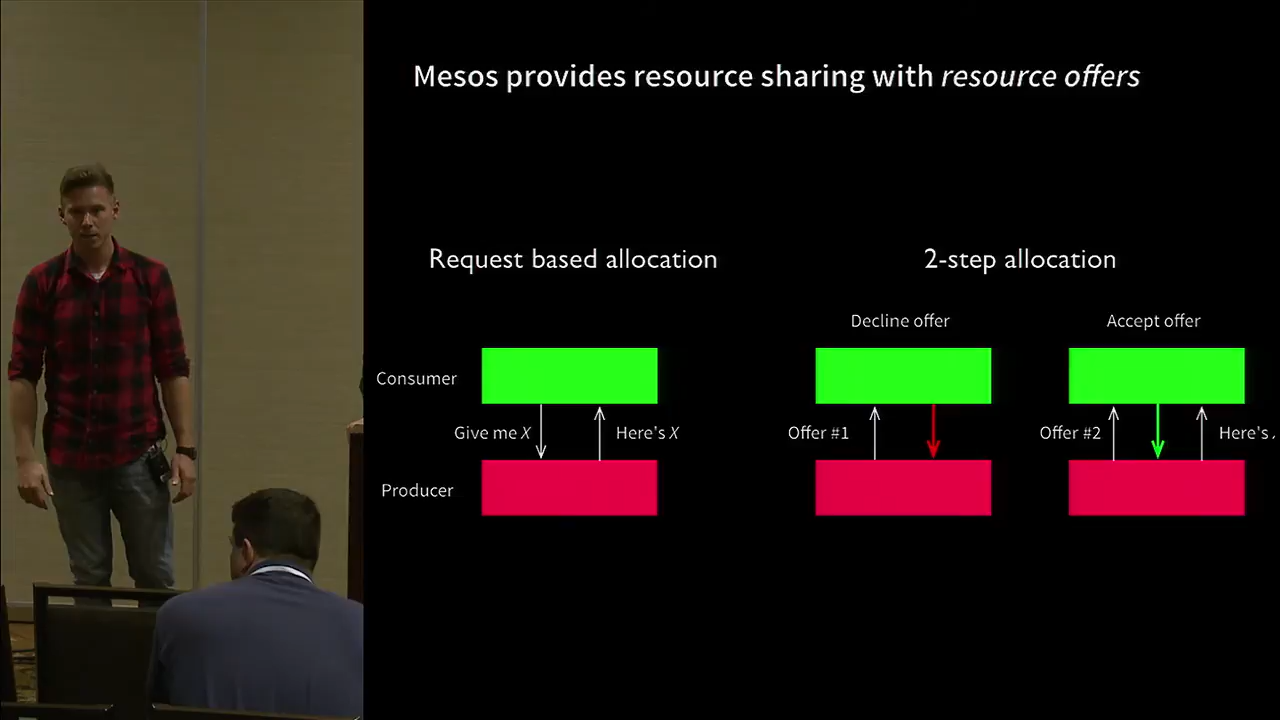 Mesos provides resource sharing with resource offers
Request based allocation
2-step allocation
Decline offer
Accept offer
Consumer
Give me X
Here's X
Offer #1
Offer #2
Here's
Producer